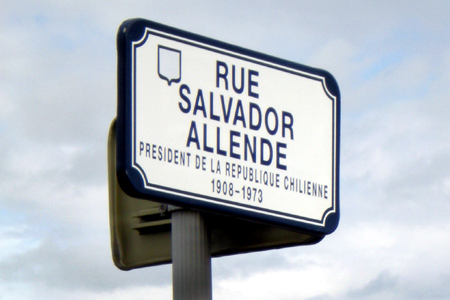 RUE
SALVADOR
ALLENDE
PRESIDENT DE LA REPUBLIQUE CHILIENNE
1908-1973